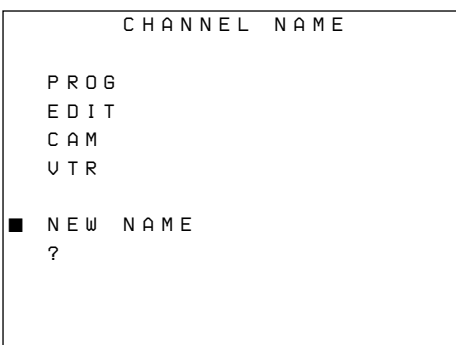 CHANNEL NAME
PROG
EDIT
CAM
VTR
NEW NAME
?